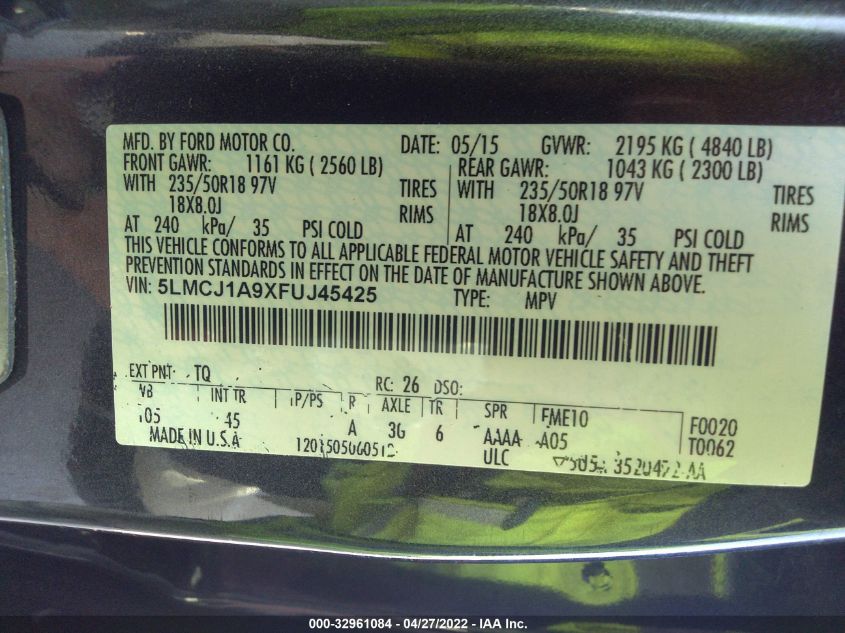 MFD. BY FORD MOTOR CO. DATE: 05/15 GVWR: 2195 KG ( 4840 LB)
FRONT GAWR: 1161 KG ( 2560 LB) REAR GAWR: 1043 KG ( 2300 LB)
WITH 235/50R18 97V TIRES WITH 235/50R18 97V TIRES
18X8.0J RIMS 18X8.0J RIMS
AT 240 kPa/ 35 PSI COLD AT 240 kPa/ 35 PSI COLD
THIS VEHICLE CONFORMS TO ALL APPLICABLE FEDERAL MOTOR VEHICLE SAFETY AND THEFT
PREVENTION STANDARDS IN EFFECT ON THE DATE OF MANUFACTURE SHOWN ABOVE.
VIN: 5LMCJ1A9XFUJ45425 TYPE: MPV
EXT PNT: TQ RC: 26 DSO:
WB INT TR TP/PS R AXLE TR SPR FME10 F0020
105 45 A 3G 6 AAAA A05 T0062
MADE IN U.S.A ULC
000-32961084 - 04/27/2022 - IAA Inc.